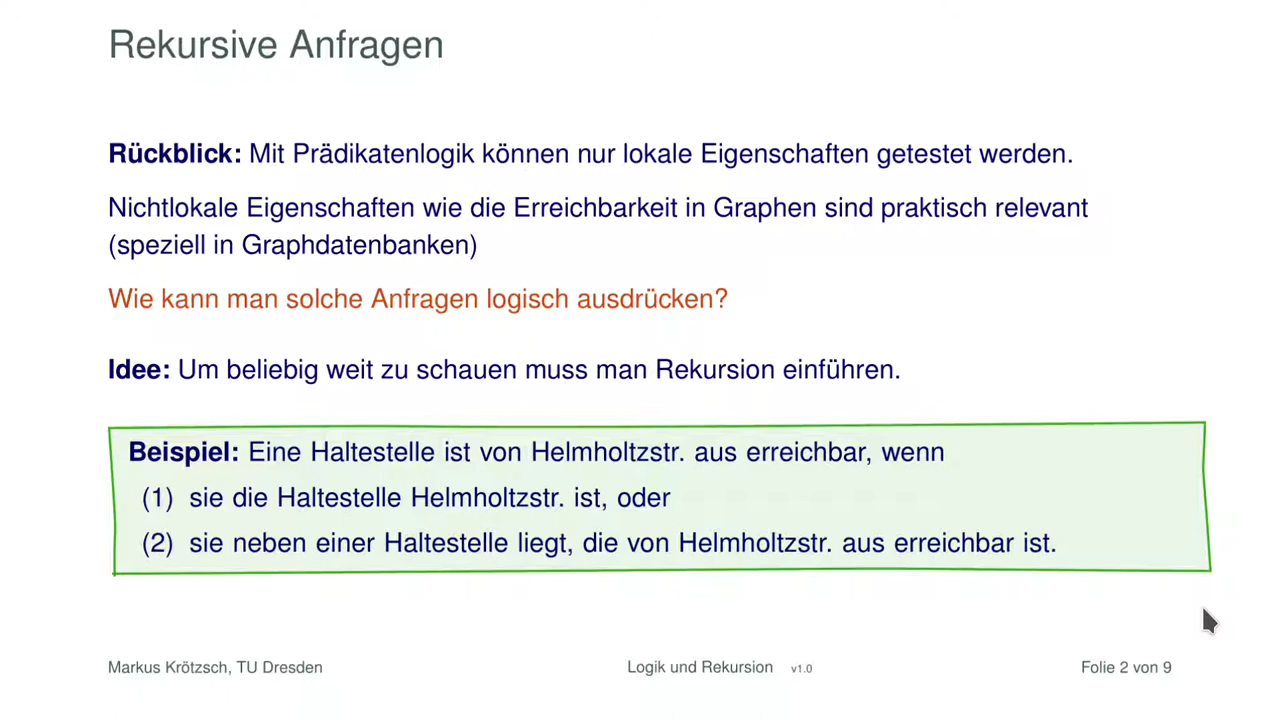 Rekursive Anfragen
Rückblick: Mit Prädikatenlogik können nur lokale Eigenschaften getestet werden.
Nichtlokale Eigenschaften wie die Erreichbarkeit in Graphen sind praktisch relevant
(speziell in Graphdatenbanken)
Wie kann man solche Anfragen logisch ausdrücken?
Idee: Um beliebig weit zu schauen muss man Rekursion einführen.
Beispiel: Eine Haltestelle ist von Helmholtzstr. aus erreichbar, wenn
(1) sie die Haltestelle Helmholtzstr. ist, oder
(2) sie neben einer Haltestelle liegt, die von Helmholtzstr. aus erreichbar ist.
Markus Krötzsch, TU Dresden Logik und Rekursion v1.0 Folie 2 von 9